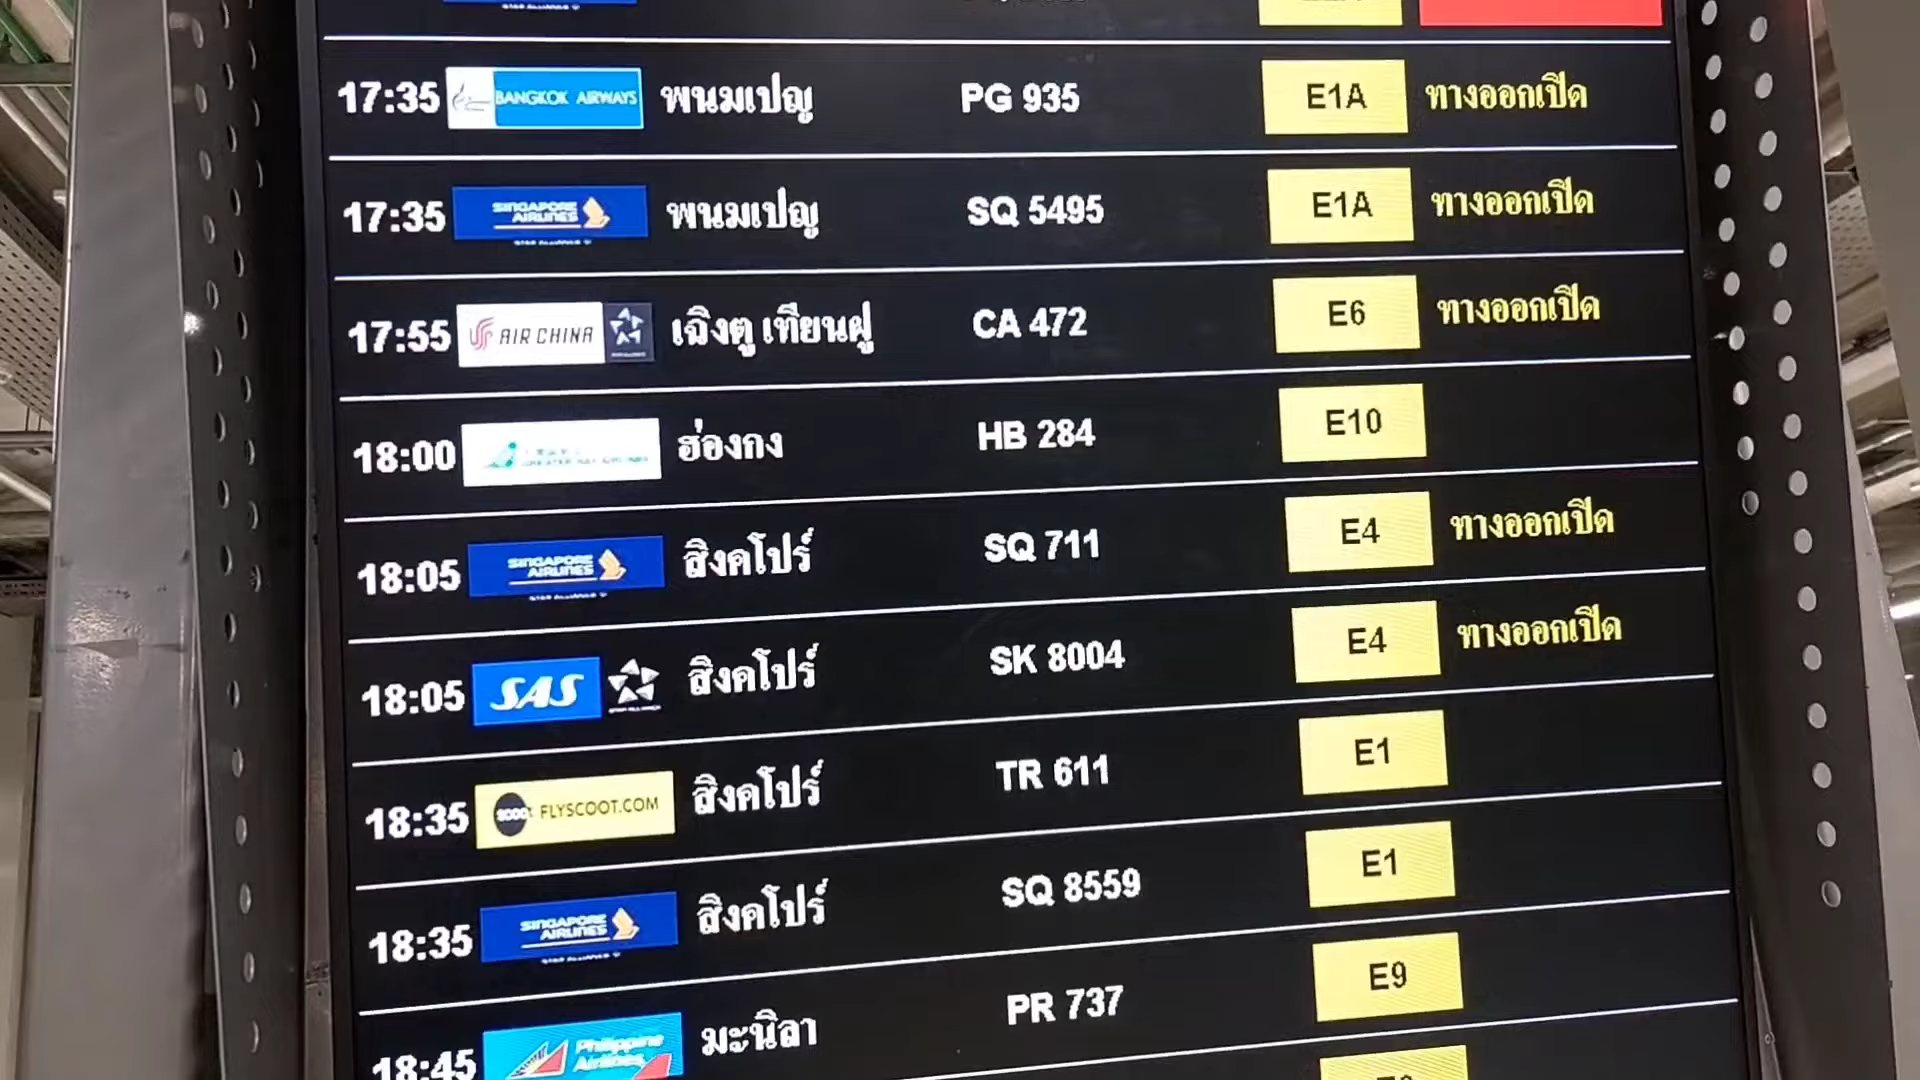 17:35 BANGKOK AIRWAYS พนมเปญ PG 935 E1A ทางออกเปิด
17:35 SINGAPORE AIRLINES พนมเปญ SQ 5495 E1A ทางออกเปิด
17:55 AIR CHINA เฉิงตู เทียนฝู CA 472 E6 ทางออกเปิด
18:00 ฮ่องกง HB 284 E10
18:05 SINGAPORE AIRLINES สิงคโปร์ SQ 711 E4 ทางออกเปิด
18:05 SAS สิงคโปร์ SK 8004 E4 ทางออกเปิด
18:35 FLYSCOOT.COM สิงคโปร์ TR 611 E1
18:35 SINGAPORE AIRLINES สิงคโปร์ SQ 8559 E1
18:45 Philippine Airlines มะนิลา PR 737 E9